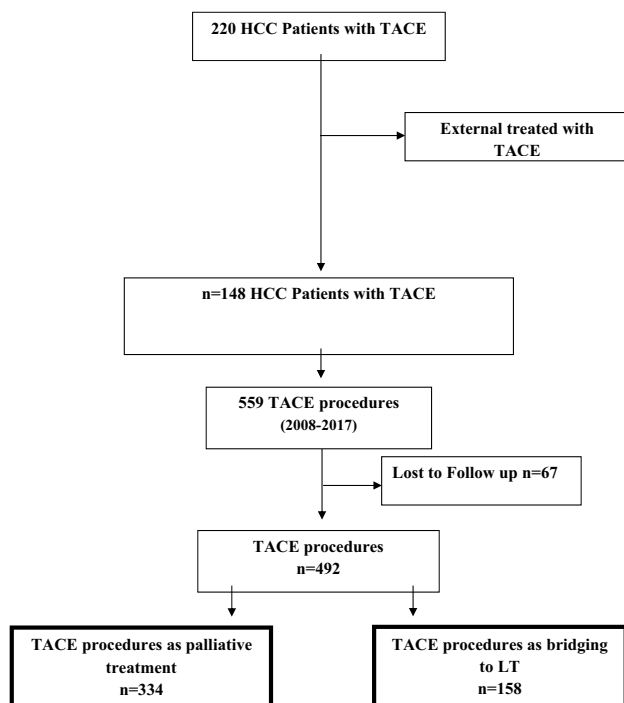 220 HCC Patients with TACE
External treated with
TACE
n=148 HCC Patients with TACE
559 TACE procedures
(2008-2017)
Lost to Follow up n=67
TACE procedures
n=492
TACE procedures as palliative
treatment
n=334
TACE procedures as bridging
to LT
n=158